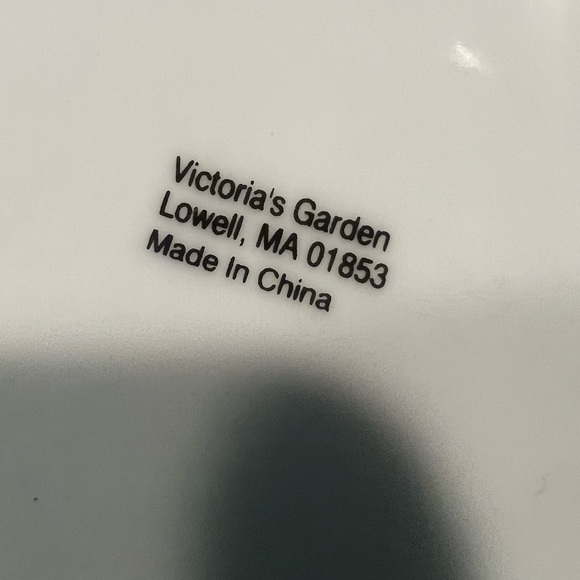 Victoria's Garden
Lowell, MA 01853
Made In China